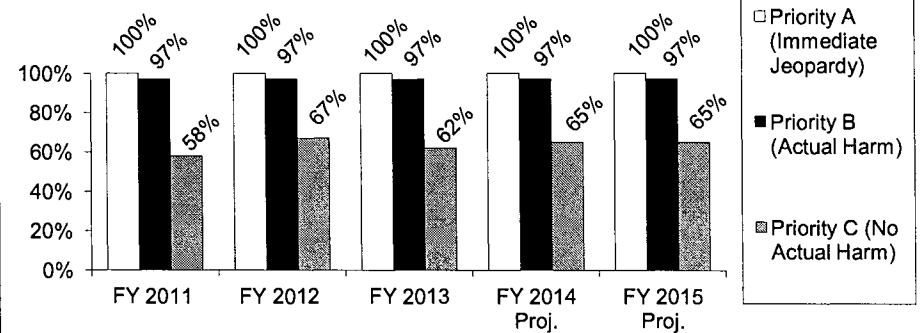 100% 97% 100% 97% 100% 97% 100% 97% 100% 97%
58% 67% 62% 65% 65%
100%
80%
60%
40%
20%
0%
FY 2011 FY 2012 FY 2013 FY 2014 FY 2015
Proj. Proj.
Priority A
(Immediate
Jeopardy)
Priority B
(Actual Harm)
Priority C (No
Actual Harm)